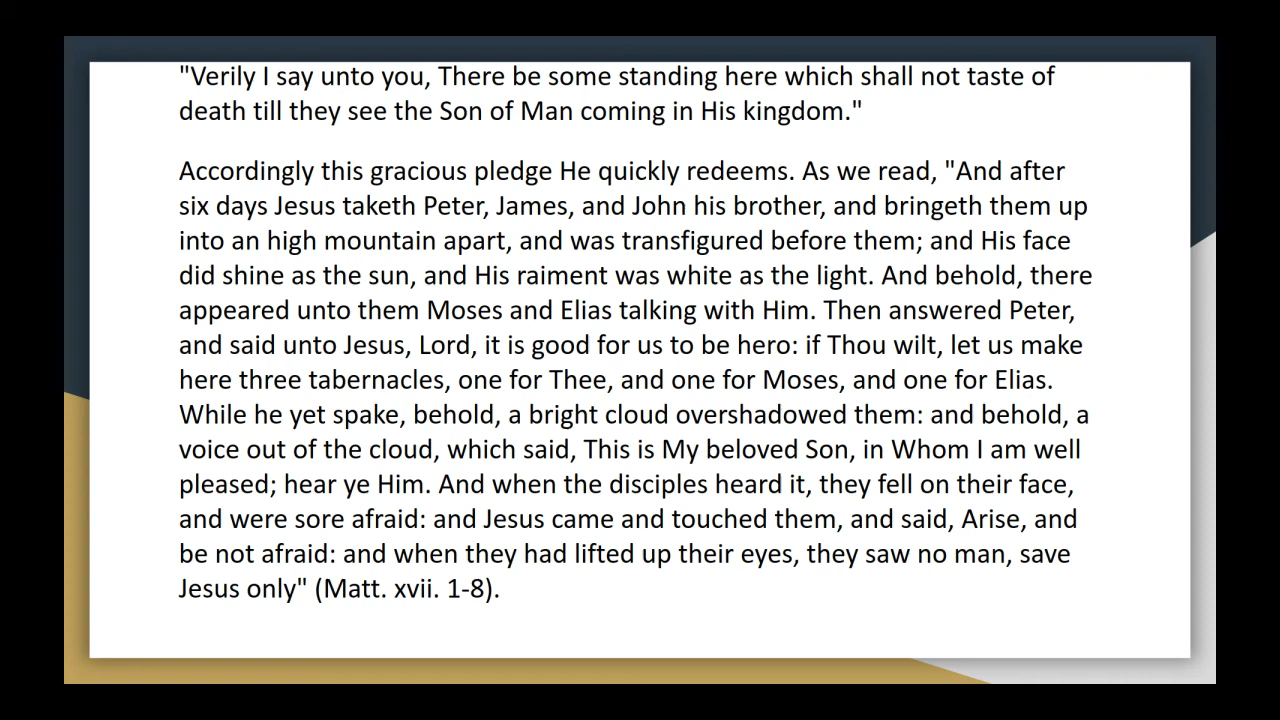 "Verily I say unto you, There be some standing here which shall not taste of
death till they see the Son of Man coming in His kingdom."
Accordingly this gracious pledge He quickly redeems. As we read, "And after
six days Jesus taketh Peter, James, and John his brother, and bringeth them up
into an high mountain apart, and was transfigured before them; and His face
did shine as the sun, and His raiment was white as the light. And behold, there
appeared unto them Moses and Elias talking with Him. Then answered Peter,
and said unto Jesus, Lord, it is good for us to be hero: if Thou wilt, let us make
here three tabernacles, one for Thee, and one for Moses, and one for Elias.
While he yet spake, behold, a bright cloud overshadowed them: and behold, a
voice out of the cloud, which said, This is My beloved Son, in Whom I am well
pleased; hear ye Him. And when the disciples heard it, they fell on their face,
and were sore afraid: and Jesus came and touched them, and said, Arise, and
be not afraid: and when they had lifted up their eyes, they saw no man, save
Jesus only" (Matt. xvii. 1-8).